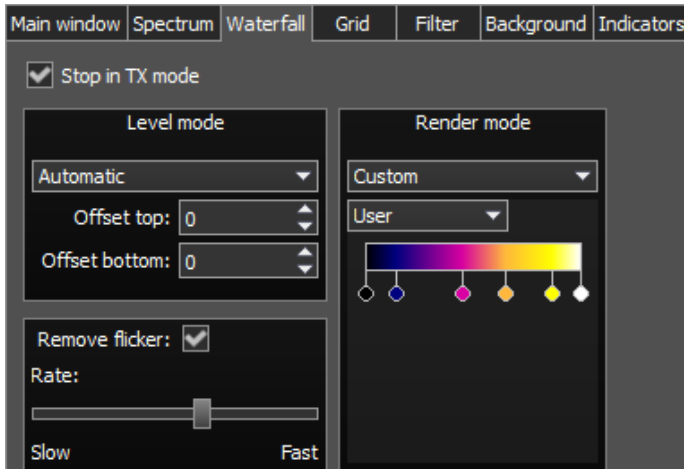 Main window Spectrum Waterfall Grid Filter Background Indicators
Stop in TX mode
Level mode
Automatic
Offset top: 0
Offset bottom: 0
Render mode
Custom
User
Remove flicker:
Rate:
Slow Fast